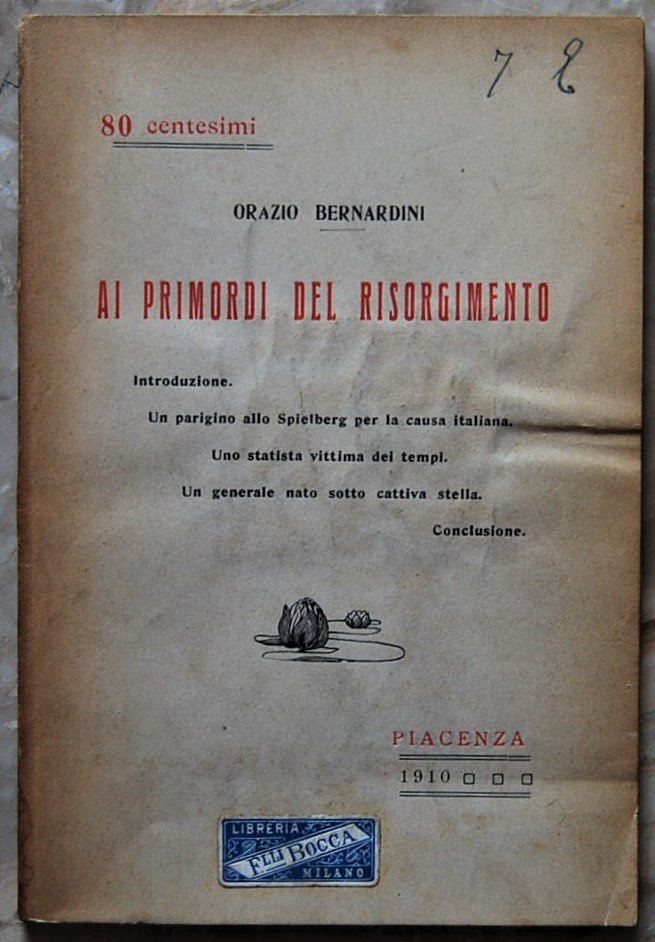 7 E
80 centesimi
ORAZIO BERNARDINI
AI PRIMORDI DEL RISORGIMENTO
Introduzione.
Un parigino allo Spielberg per la causa italiana.
Uno statista vittima dei tempi.
Un generale nato sotto cattiva stella.
Conclusione.
PIACENZA
1910
LIBRERIA
F.LLI BOCCA
MILANO